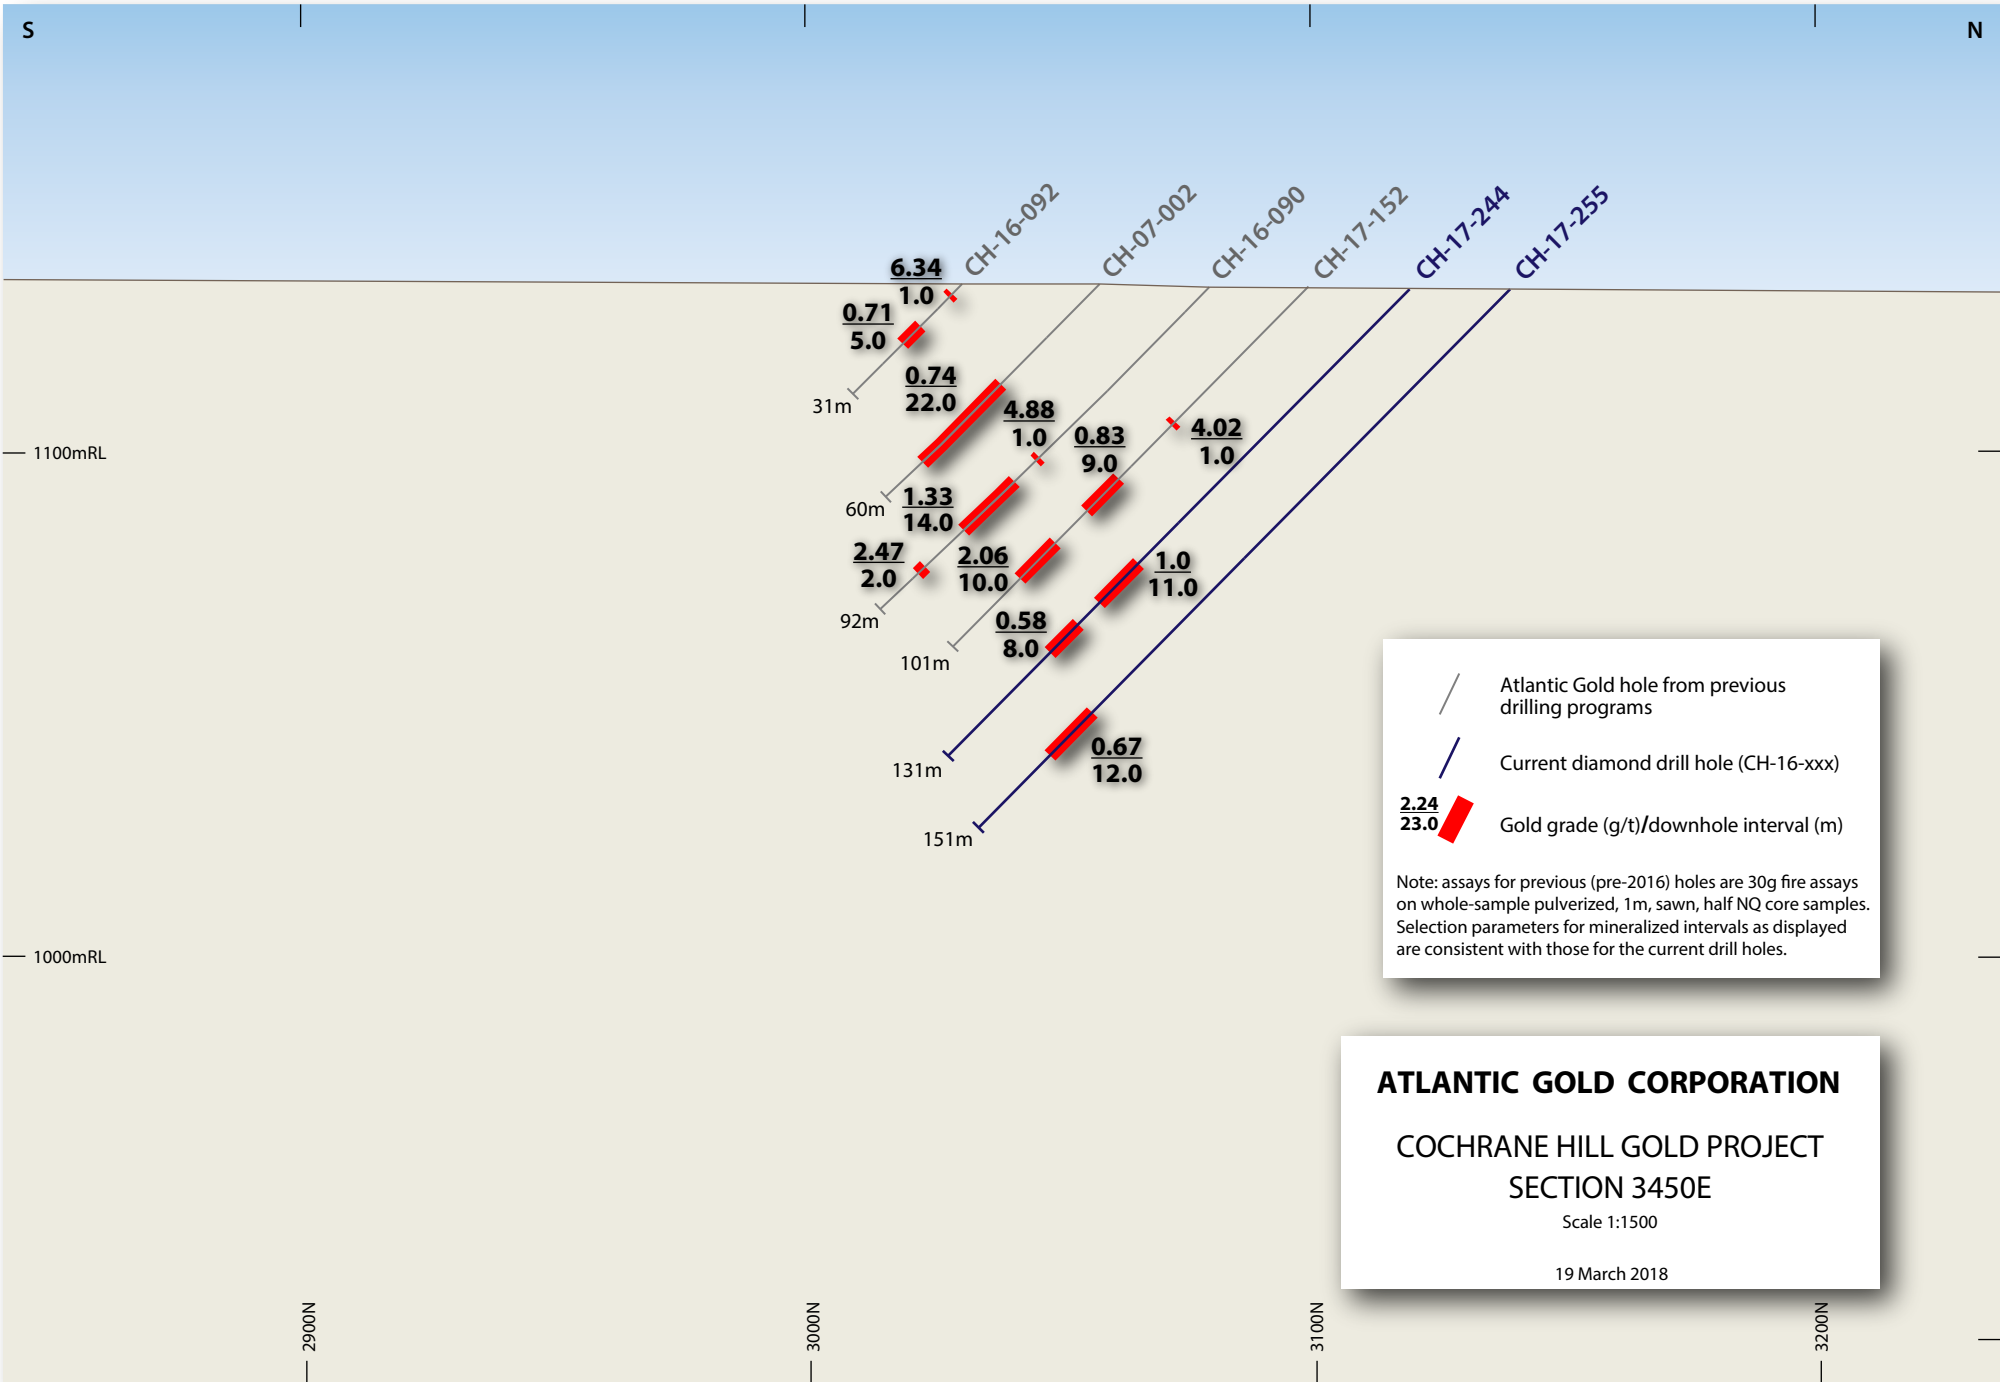 S
N
CH-16-092
CH-07-002
CH-16-090
CH-17-152
CH-17-244
CH-17-255
6.34
1.0
0.71
5.0
31m
0.74
22.0
4.88
1.0
0.83
9.0
4.02
1.0
1100mRL
60m
1.33
14.0
2.47
2.0
2.06
10.0
1.0
11.0
92m
0.58
8.0
101m
0.67
12.0
131m
151m
1000mRL
Atlantic Gold hole from previous
drilling programs
Current diamond drill hole (CH-16-xxx)
2.24
23.0
Gold grade (g/t)/downhole interval (m)
Note: assays for previous (pre-2016) holes are 30g fire assays
on whole-sample pulverized, 1m, sawn, half NQ core samples.
Selection parameters for mineralized intervals as displayed
are consistent with those for the current drill holes.
ATLANTIC GOLD CORPORATION
COCHRANE HILL GOLD PROJECT
SECTION 3450E
Scale 1:1500
19 March 2018
2900N
3000N
3100N
3200N